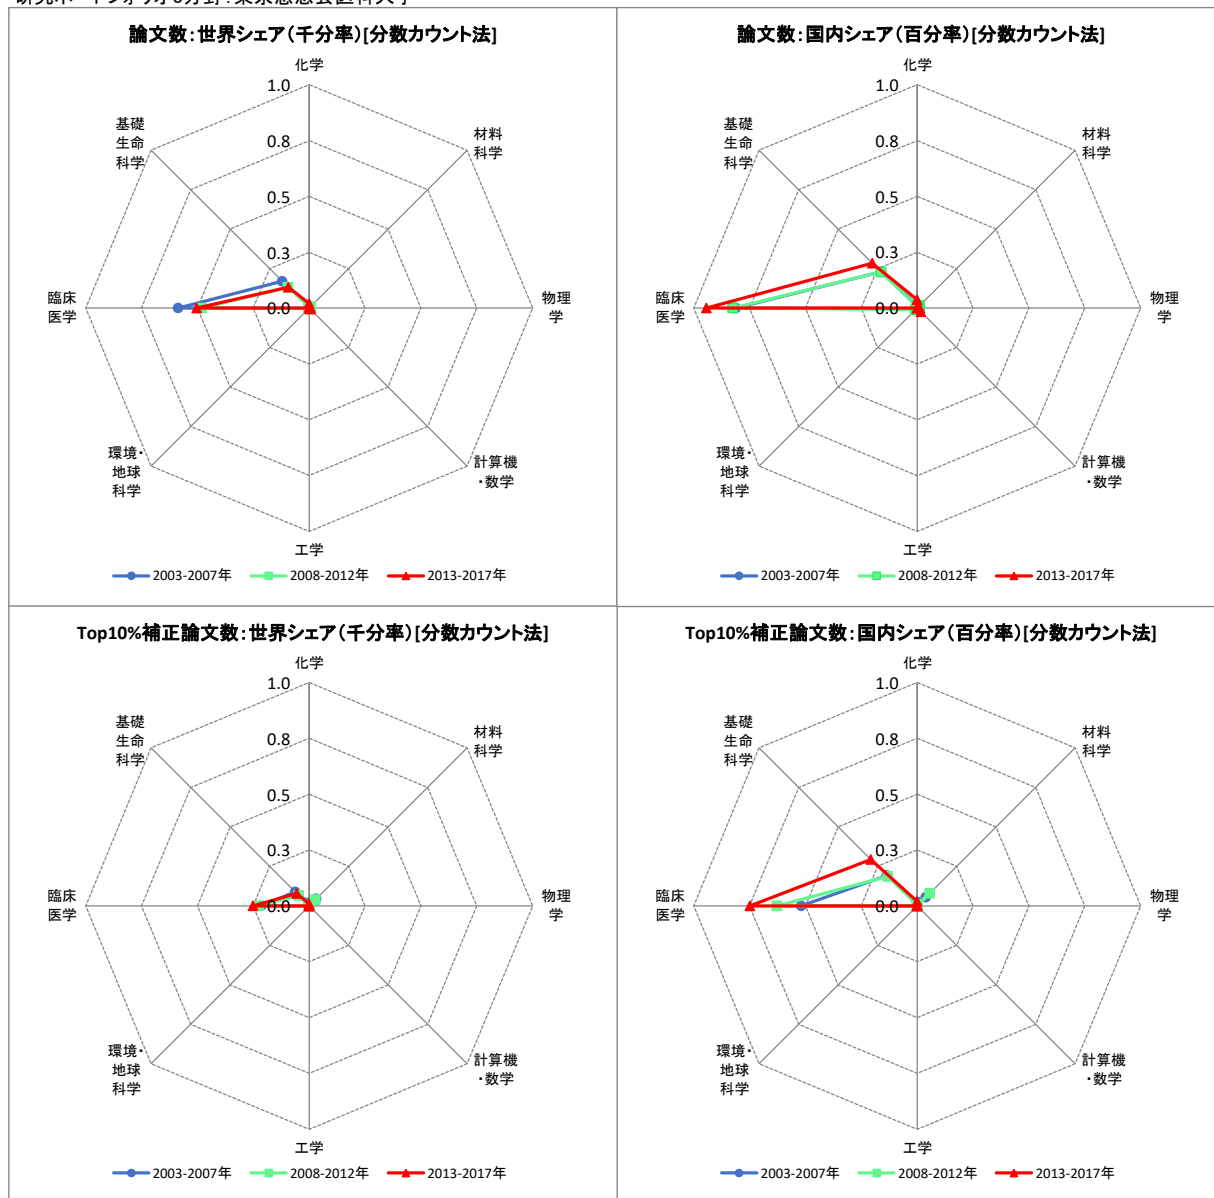 論文数：世界シェア（千分率）[分数カウント法]
化学
1.0
0.8
0.5
0.3
0.0
材料
科学
物理
学
計算機
・数学
工学
環境・
地球
科学
臨床
医学
基礎
生命
科学
2003-2007年 2008-2012年 2013-2017年
論文数：国内シェア（百分率）[分数カウント法]
化学
1.0
0.8
0.5
0.3
0.0
材料
科学
物理
学
計算機
・数学
工学
環境・
地球
科学
臨床
医学
基礎
生命
科学
2003-2007年 2008-2012年 2013-2017年
Top10%補正論文数：世界シェア（千分率）[分数カウント法]
化学
1.0
0.8
0.5
0.3
0.0
材料
科学
物理
学
計算機
・数学
工学
環境・
地球
科学
臨床
医学
基礎
生命
科学
2003-2007年 2008-2012年 2013-2017年
Top10%補正論文数：国内シェア（百分率）[分数カウント法]
化学
1.0
0.8
0.5
0.3
0.0
材料
科学
物理
学
計算機
・数学
工学
環境・
地球
科学
臨床
医学
基礎
生命
科学
2003-2007年 2008-2012年 2013-2017年